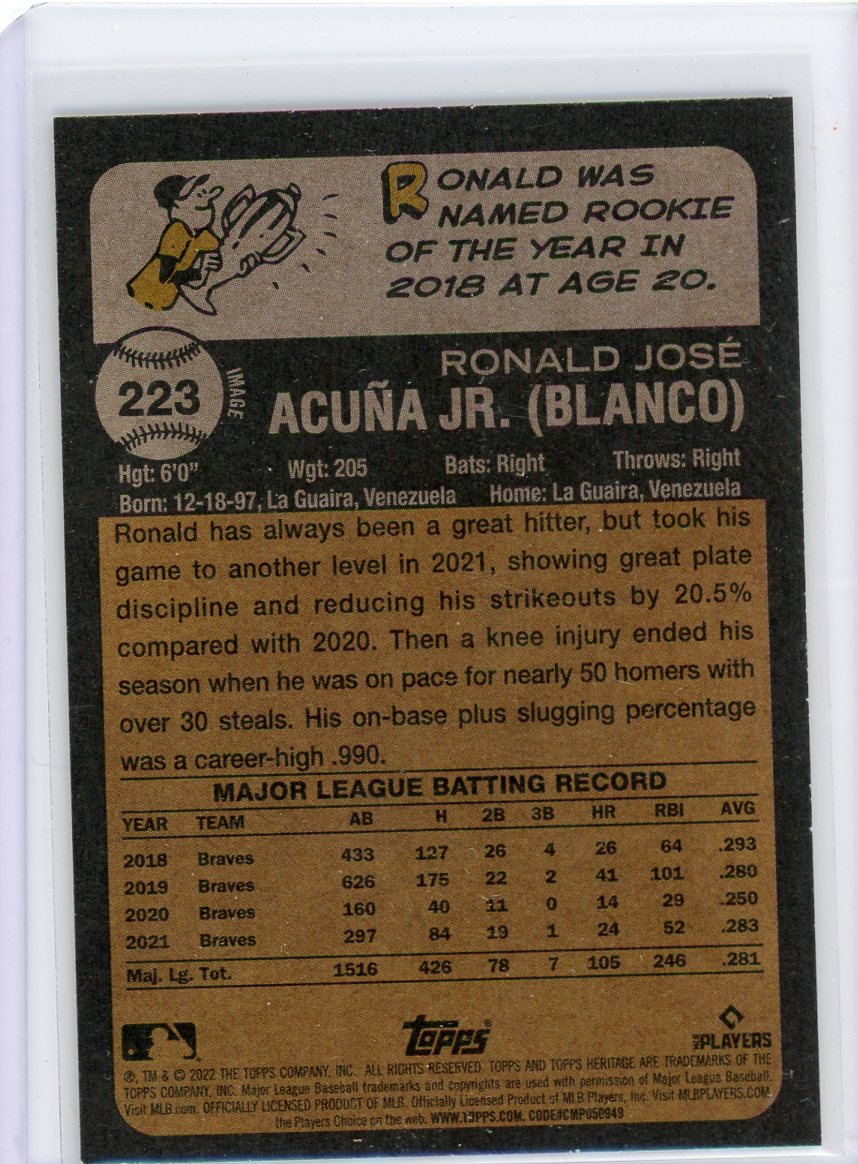 RONALD WAS
NAMED ROOKIE
OF THE YEAR IN
2018 AT AGE 20.
223
IMAGE
RONALD JOSÉ
ACUÑA JR. (BLANCO)
Hgt: 6'0" Wgt: 205 Bats: Right Throws: Right
Born: 12-18-97, La Guaira, Venezuela Home: La Guaira, Venezuela
Ronald has always been a great hitter, but took his
game to another level in 2021, showing great plate
discipline and reducing his strikeouts by 20.5%
compared with 2020. Then a knee injury ended his
season when he was on pace for nearly 50 homers with
over 30 steals. His on-base plus slugging percentage
was a career-high .990.
MAJOR LEAGUE BATTING RECORD
YEAR TEAM AB H 2B 3B HR RBI AVG
2018 Braves 433 127 26 4 26 64 .293
2019 Braves 626 175 22 2 41 101 .280
2020 Braves 160 40 11 0 14 29 .250
2021 Braves 297 84 19 1 24 52 .283
Maj. Lg. Tot. 1516 426 78 7 105 246 .281
Topps
PLAYERS
®, TM & © 2022 THE TOPPS COMPANY, INC. ALL RIGHTS RESERVED. TOPPS AND TOPPS HERITAGE ARE TRADEMARKS OF THE
TOPPS COMPANY, INC. Major League Baseball trademarks and copyrights are used with permission of Major League Baseball.
Visit MLB.com. OFFICIALLY LICENSED PRODUCT OF MLB. Officially Licensed Product of MLB Players, Inc. Visit MLBPLAYERS.COM,
the Players Choice on the web. WWW.TOPPS.COM. CODE#CMP050949